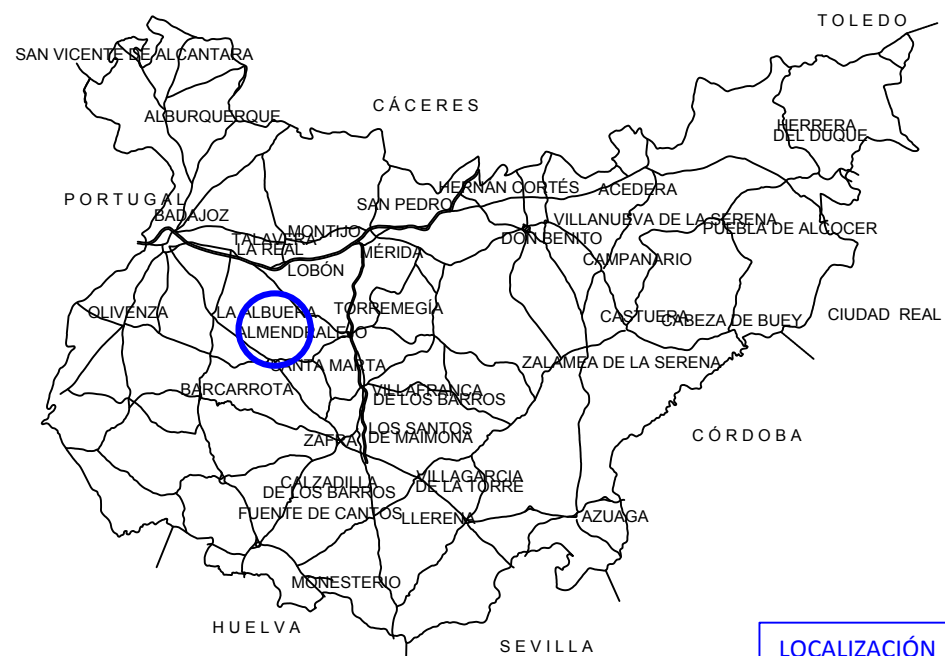 TOLEDO
SAN VICENTE DE ALCANTARA
CÁCERES
ALBURQUERQUE
HERRERA
DEL DUQUE
HERNAN CORTÉS
ACEDERA
PORTUGAL
SAN PEDRO
BADAJOZ
VILLANUEVA DE LA SERENA
MONTIJO
PUEBLA DE ALCOCER
TALAVERA
LA REAL
DON BENITO
MÉRIDA
CAMPANARIO
LOBÓN
OLIVENZA
LA ALBUERA
TORREMEGÍA
CASTUERA
CABEZA DE BUEY
CIUDAD REAL
ALMENDRALEJO
SANTA MARTA
ZALAMEA DE LA SERENA
BARCARROTA
VILLAFRANCA
DE LOS BARROS
LOS SANTOS
DE MAIMONA
ZAFRA
CÓRDOBA
CALZADILLA
DE LOS BARROS
VILLAGARCIA
DE LA TORRE
FUENTE DE CANTOS
LLERENA
AZUAGA
MONESTERIO
HUELVA
SEVILLA
LOCALIZACIÓN